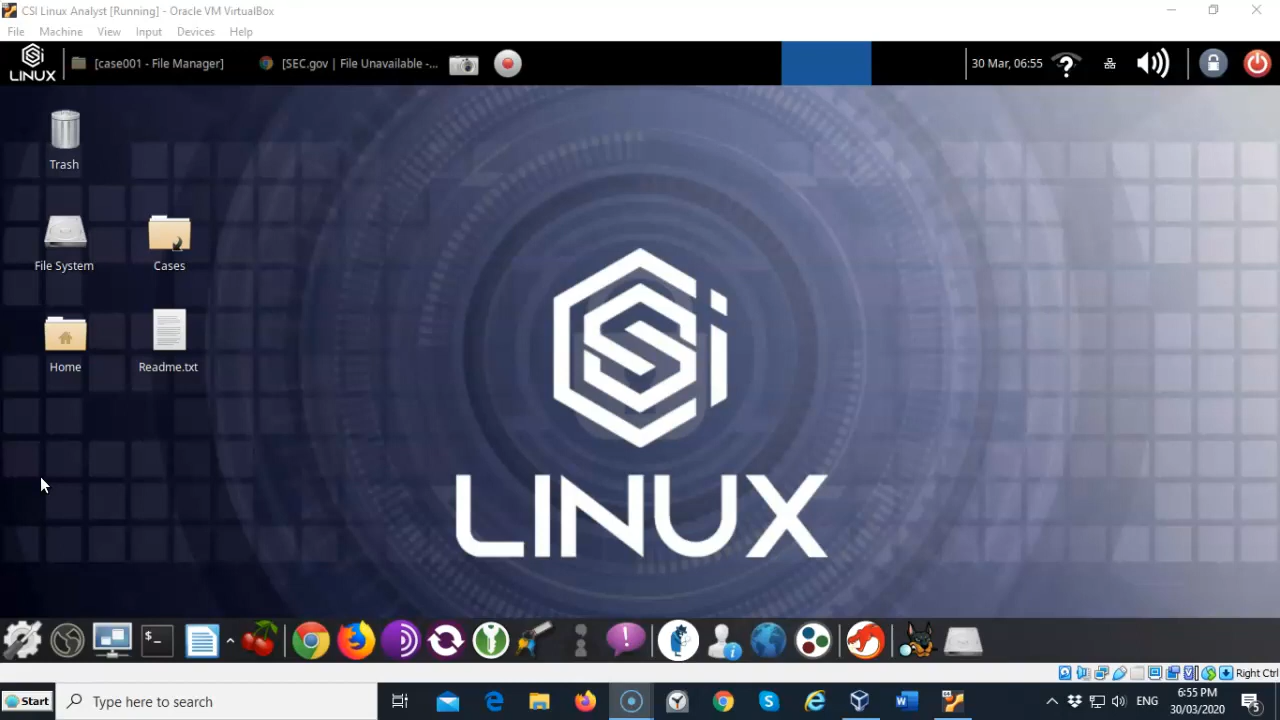 CSI Linux Analyst [Running] - Oracle VM VirtualBox
File Machine View Input Devices Help
LINUX [case001 - File Manager] [SEC.gov | File Unavailable -... 30 Mar, 06:55
Trash
File System Cases
Home Readme.txt
CSi
LINUX
Right Ctrl
Start Type here to search ENG 6:55 PM
30/03/2020 5